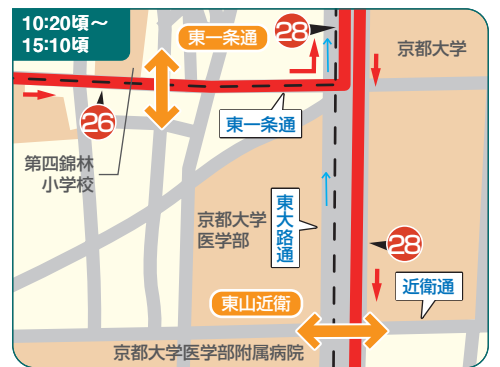 10:20頃～
15:10頃
東一条通
28
京都大学
26
東一条通
第四錦林
小学校
京都大学
医学部
東大路通
28
近衛通
東山近衛
京都大学医学部附属病院